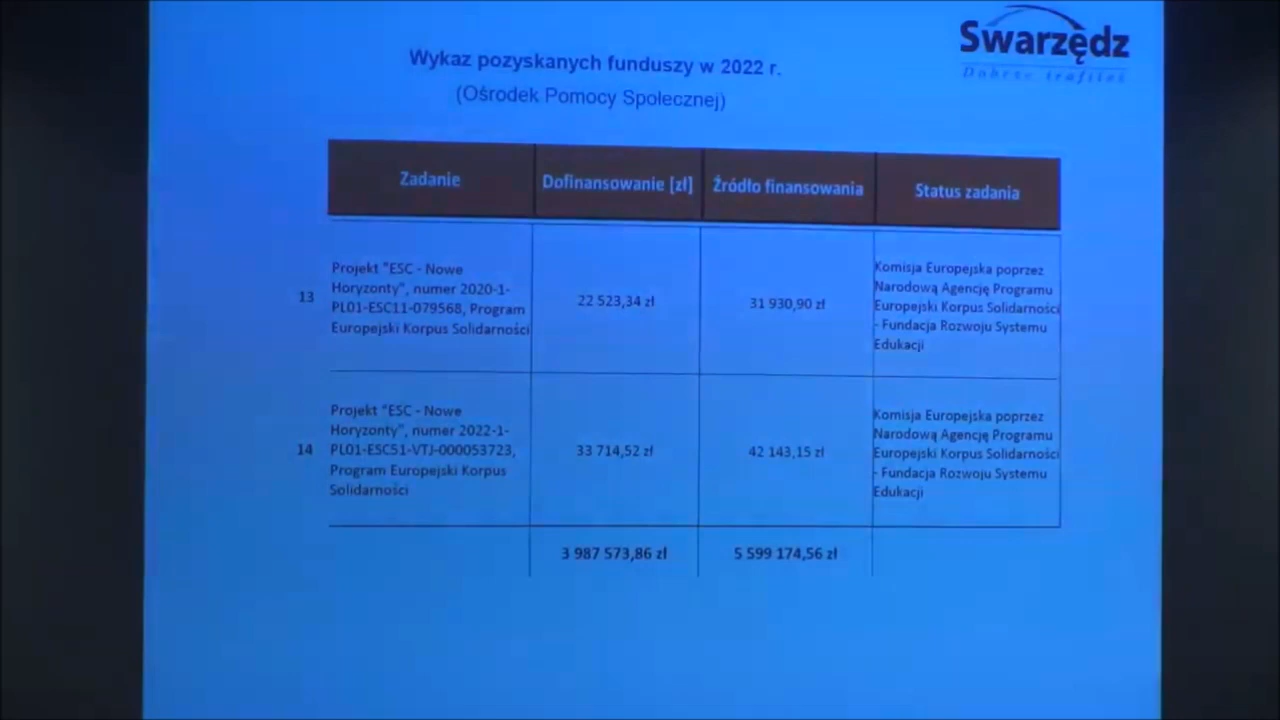 Swarzędz
Dobrze trafiłeś
Wykaz pozyskanych funduszy w 2022 r.
(Ośrodek Pomocy Społecznej)
Zadanie
Dofinansowanie [zł]
Źródło finansowania
Status zadania
13
Projekt "ESC - Nowe
Horyzonty", numer 2020-1-
PL01-ESC11-079568, Program
Europejski Korpus Solidarności
22 523,34 zł
31 930,90 zł
Komisja Europejska poprzez
Narodową Agencję Programu
Europejski Korpus Solidarności
- Fundacja Rozwoju Systemu
Edukacji
14
Projekt "ESC - Nowe
Horyzonty", numer 2022-1-
PL01-ESC51-VTJ-000053723,
Program Europejski Korpus
Solidarności
33 714,52 zł
42 143,15 zł
Komisja Europejska poprzez
Narodową Agencję Programu
Europejski Korpus Solidarności
- Fundacja Rozwoju Systemu
Edukacji
3 987 573,86 zł
5 599 174,56 zł